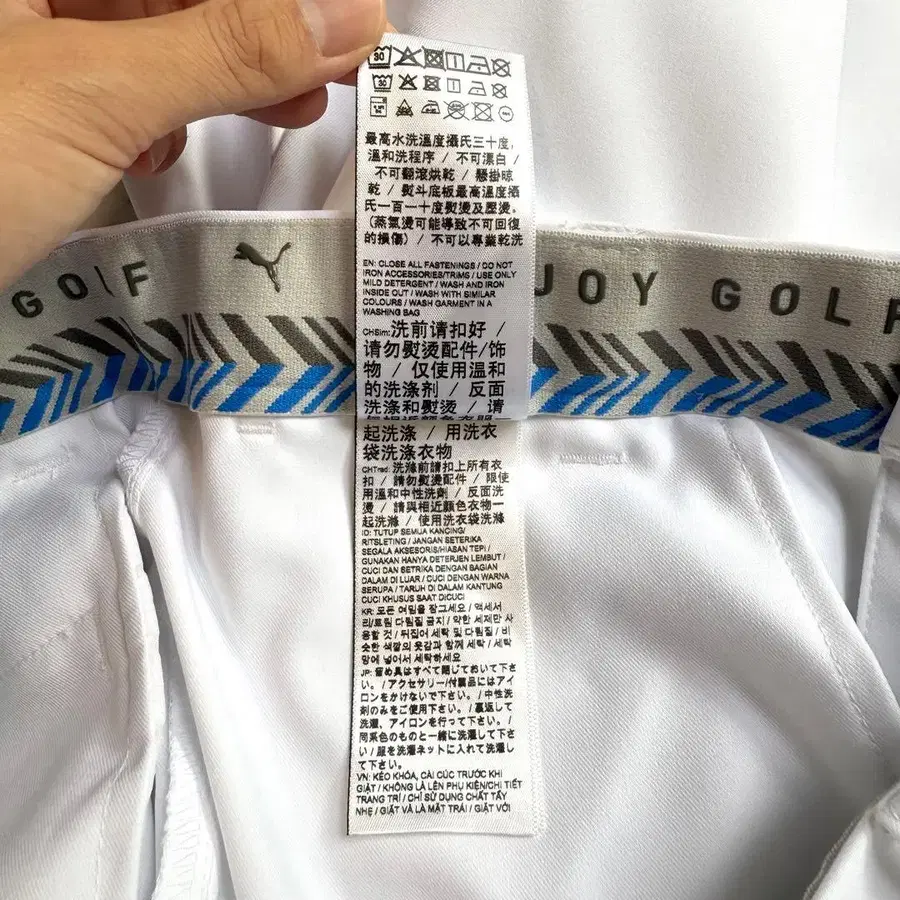 30
30
最高水洗溫度攝氏三十度,
溫和洗程序 / 不可漂白 /
不可翻滾烘乾 / 懸掛晾
乾 / 熨斗底板最高溫度攝
氏一百一十度熨燙及壓燙。
(蒸氣燙可能導致不可回復
的損傷) / 不可以專業乾洗
GOLF
JOY GOLF
EN: CLOSE ALL FASTENINGS / DO NOT
IRON ACCESSORIES/TRIMS / USE ONLY
MILD DETERGENT / WASH AND IRON
INSIDE OUT / WASH WITH SIMILAR
COLOURS / WASH GARMENT IN A
WASHING BAG
CHSim: 洗前请扣好 /
请勿熨烫配件/饰
物 / 仅使用温和
的洗涤剂 / 反面
洗涤和熨烫 / 请
起洗涤 / 用洗衣
袋洗涤衣物
CHTrad: 洗滌前請扣上所有衣
扣 / 請勿熨燙配件 / 限使
用溫和中性洗劑 / 反面洗
燙 / 請與相近顏色衣物一
起洗滌 / 使用洗衣袋洗滌
ID: TUTUP SEMUA KANCING/
RITSLETING / JANGAN SETERIKA
SEGALA AKSESORIS/HIASAN TEPI /
GUNAKAN HANYA DETERJEN LEMBUT /
CUCI DAN SETRIKA DENGAN BAGIAN
DALAM DI LUAR / CUCI DENGAN WARNA
SERUPA / TARUH DI DALAM KANTUNG
CUCI KHUSUS SAAT DICUCI
KR: 모든 여밈을 잠그세요 / 액세서
리/트림 다림질 금지 / 약한 세제만 사
용할 것 / 뒤집어 세탁 및 다림질 / 비
슷한 색깔의 옷감과 함께 세탁 / 세탁
망에 넣어서 세탁하세요
JP: 留め具はすべて閉じておいて下さ
い。/ アクセサリー/付属品にはアイ
ロンをかけないで下さい。/ 中性洗
剤のみをご使用下さい。/ 裏返して
洗濯、アイロンを行って下さい。/
同系色のものと一緒に洗濯して下さ
い / 服を洗濯ネットに入れて洗濯し
て下さい。
VN: KÉO KHÓA, CÀI CÚC TRƯỚC KHI
GIẶT / KHÔNG LÀ LÊN PHỤ KIỆN/CHI TIẾT
TRANG TRÍ / CHỈ SỬ DỤNG CHẤT TẨY
NHẸ / GIẶT VÀ LÀ MẶT TRÁI / GIẶT VỚI